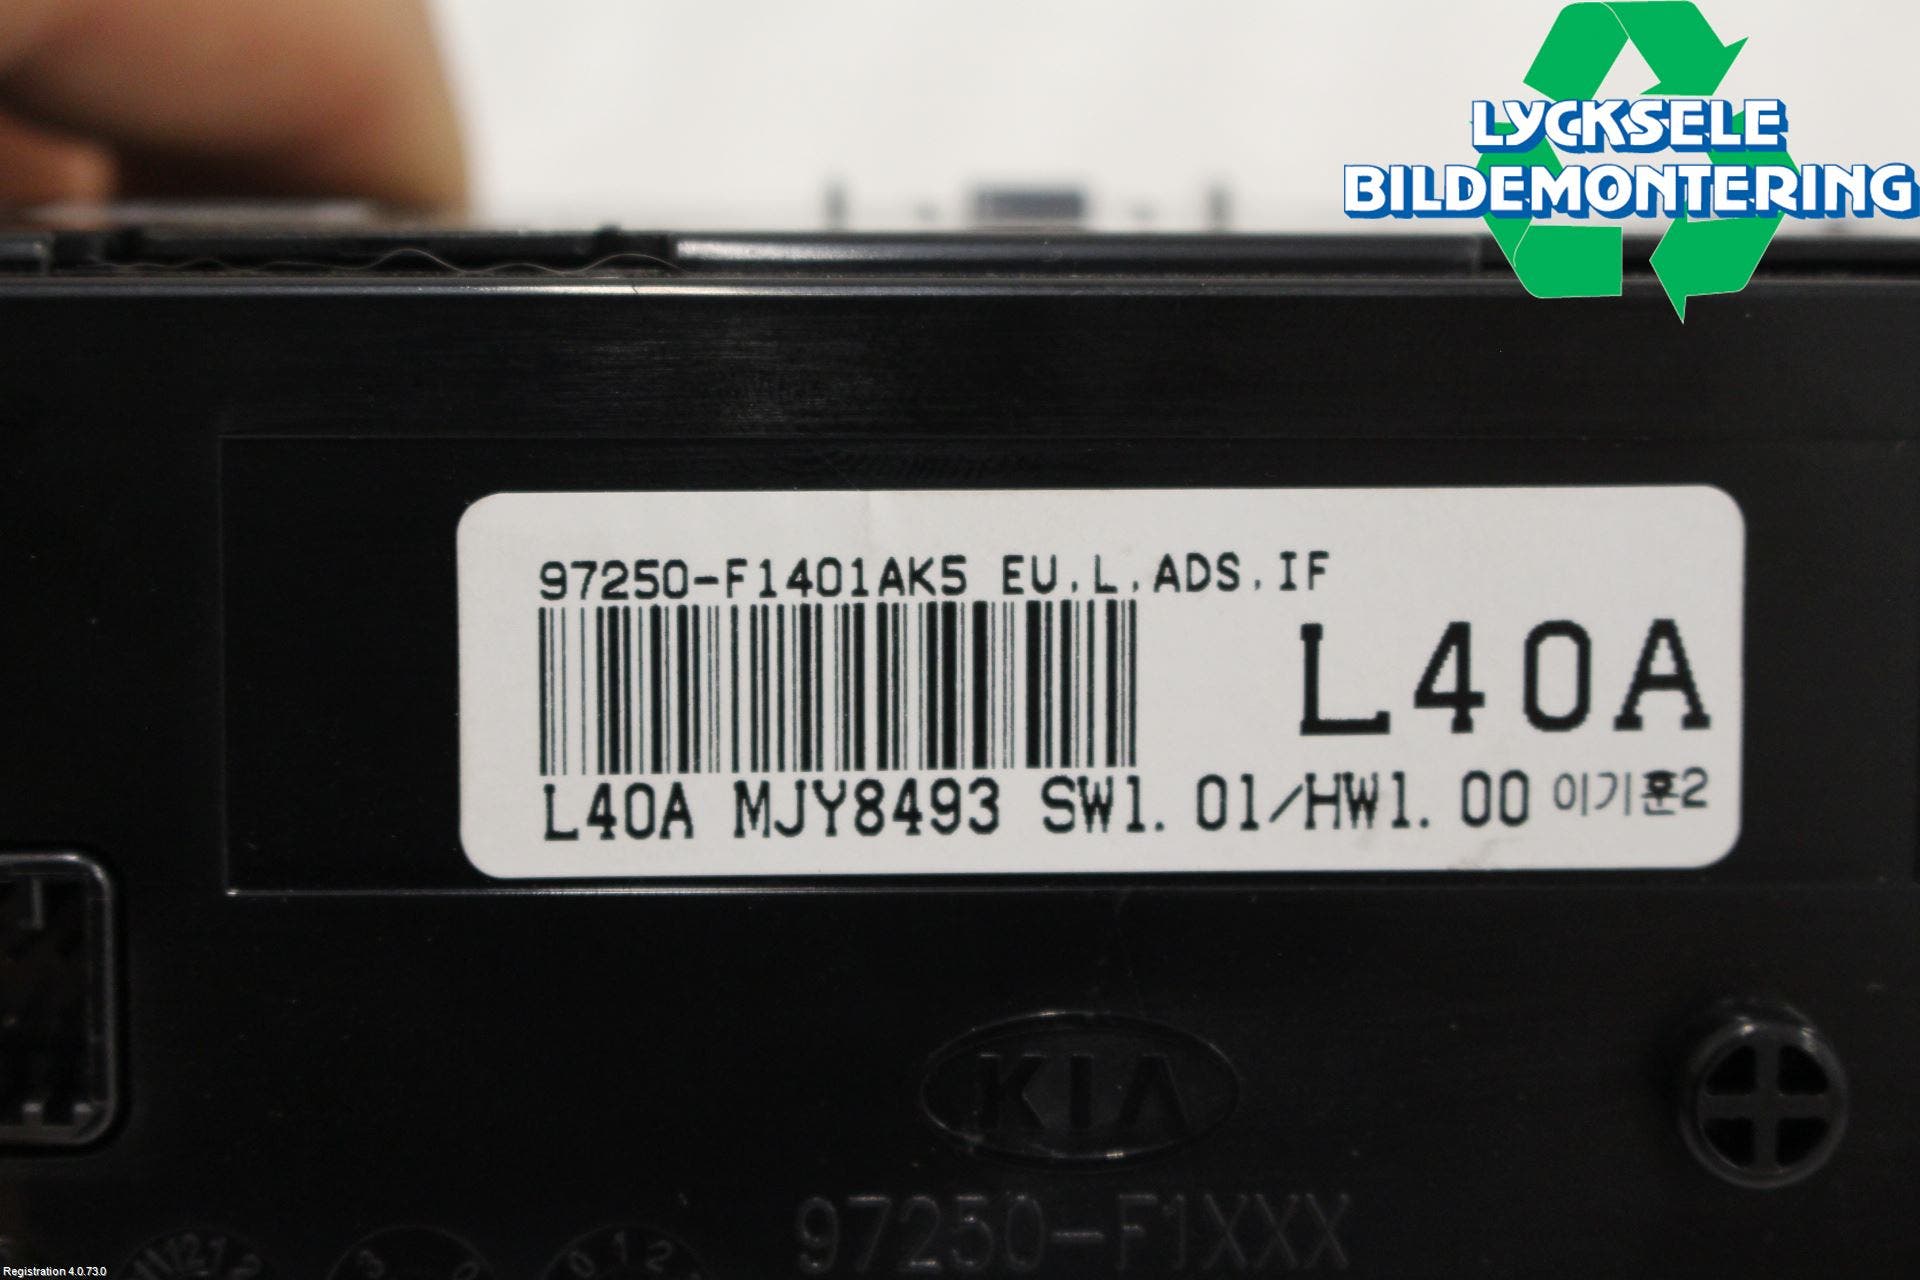 LYCKSELE
BILDEMONTERING
97250-F1401AK5 EU.L.ADS.IF
L40A
L40A MJY8493 SW1.01/HW1.00 이기훈2
KIA
97250-F1XXX
Registration 4.0.73.0